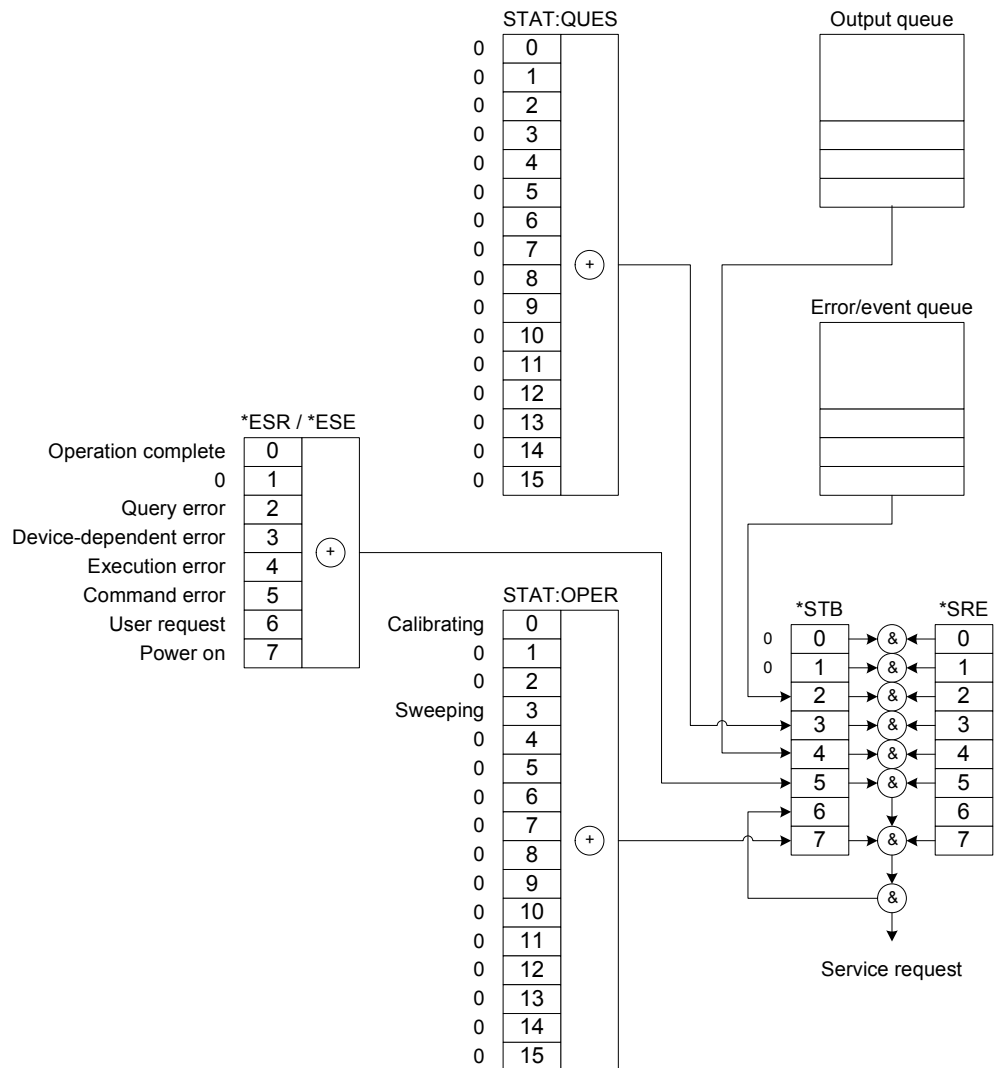 STAT:QUES
0 0
0 1
0 2
0 3
0 4
0 5
0 6
0 7
0 8
0 9
0 10
0 11
0 12
0 13
0 14
0 15
+
Output queue
Error/event queue
*ESR / *ESE
Operation complete 0
0 1
Query error 2
Device-dependent error 3
Execution error 4
Command error 5
User request 6
Power on 7
+
STAT:OPER
Calibrating 0
0 1
0 2
Sweeping 3
0 4
0 5
0 6
0 7
0 8
0 9
0 10
0 11
0 12
0 13
0 14
0 15
+
*STB *SRE
0 0 & 0
0 1 & 1
2 & 2
3 & 3
4 & 4
5 & 5
6 6
7 & 7
&
Service request